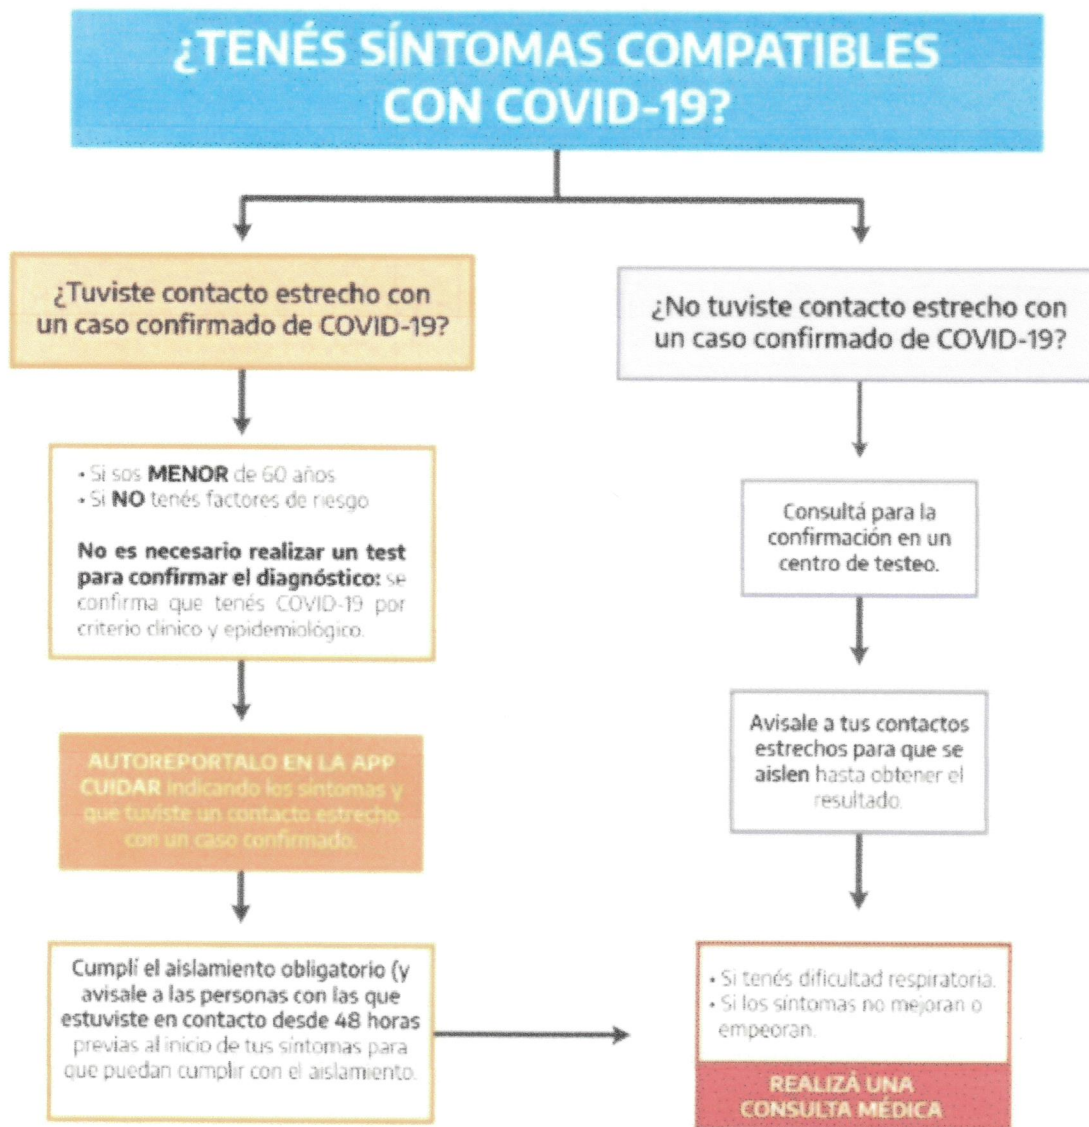 ¿TENÉS SÍNTOMAS COMPATIBLES
CON COVID-19?
¿Tuviste contacto estrecho con
un caso confirmado de COVID-19?
• Si sos MENOR de 60 años
• Si NO tenés factores de riesgo
No es necesario realizar un test
para confirmar el diagnóstico: se
confirma que tenés COVID-19 por
criterio clínico y epidemiológico.
AUTOREPORTALO EN LA APP
CUIDAR indicando los síntomas y
que tuviste un contacto estrecho
con un caso confirmado.
Cumplí el aislamiento obligatorio (y
avisale a las personas con las que
estuviste en contacto desde 48 horas
previas al inicio de tus síntomas para
que puedan cumplir con el aislamiento.
¿No tuviste contacto estrecho con
un caso confirmado de COVID-19?
Consultá para la
confirmación en un
centro de testeo.
Avisale a tus contactos
estrechos para que se
aislen hasta obtener el
resultado.
• Si tenés dificultad respiratoria.
• Si los síntomas no mejoran o
empeoran.
REALIZÁ UNA
CONSULTA MÉDICA